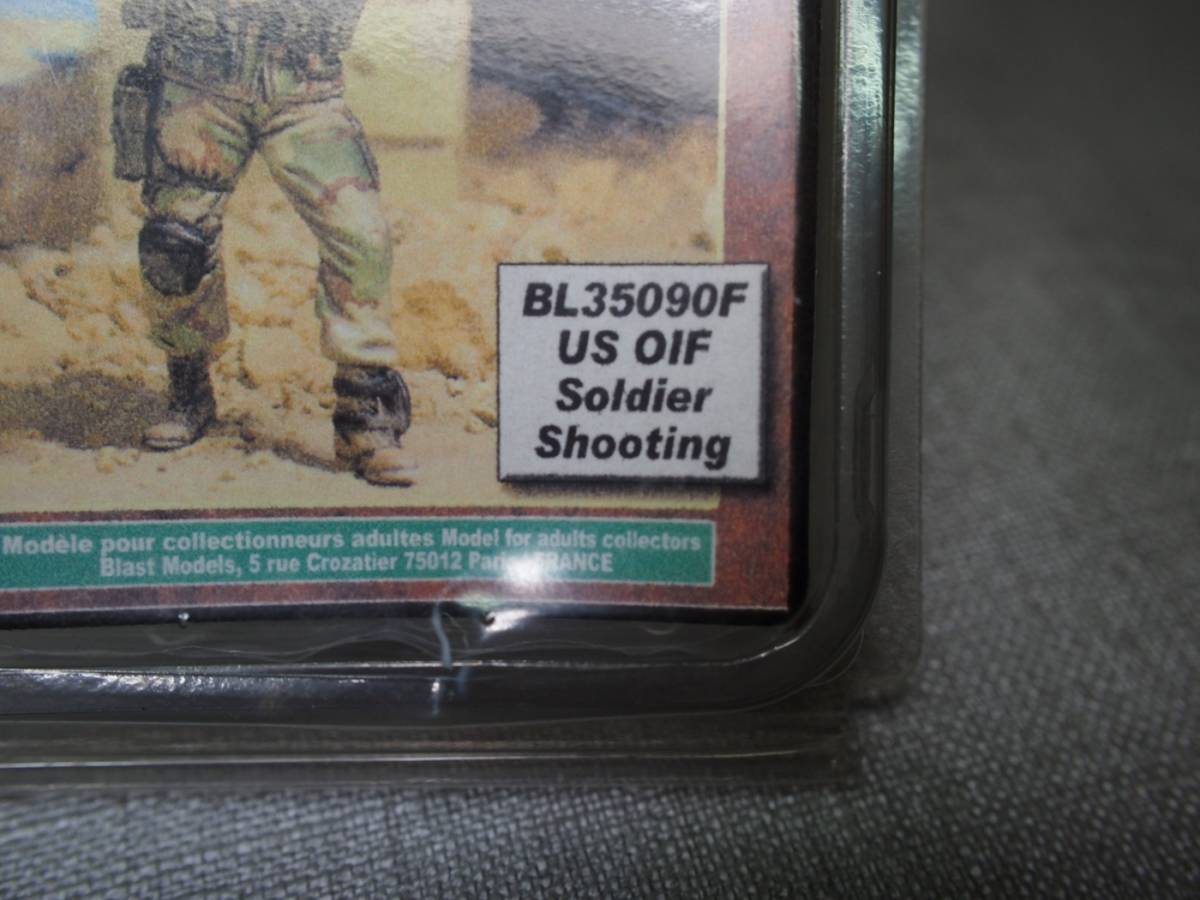 BL35090F
US OIF
Soldier
Shooting
Modèle pour collectionneurs adultes Model for adults collectors
Blast Models, 5 rue Crozatier 75012 Paris FRANCE